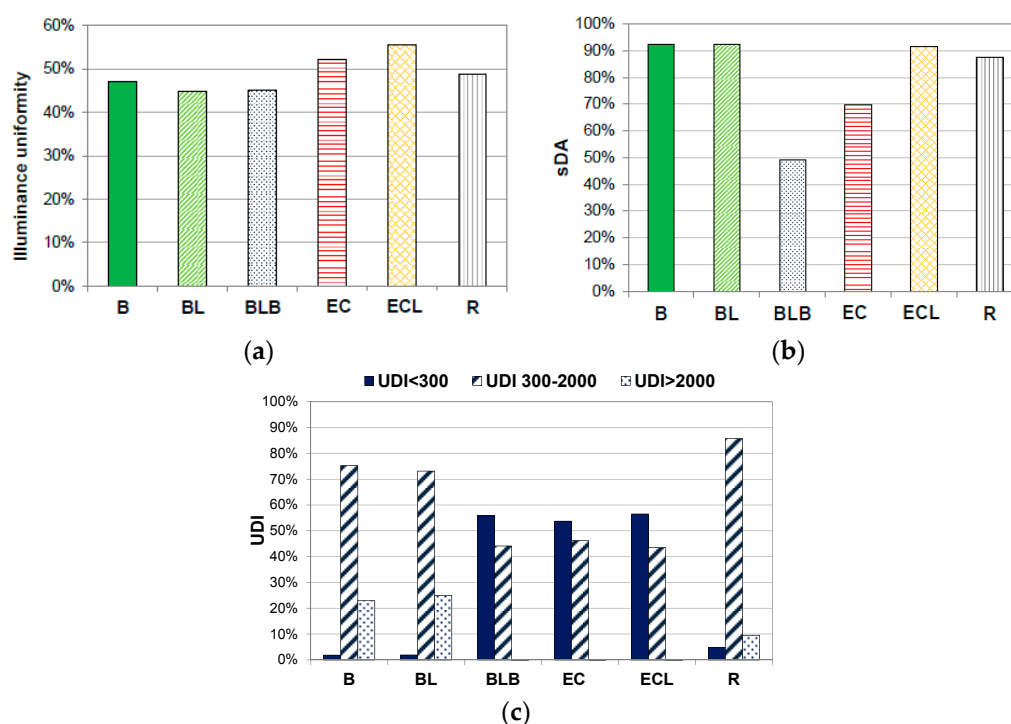 60%
50%
40%
30%
20%
10%
0%
Illuminance uniformity
B BL BLB EC ECL R
(a)
100%
90%
80%
70%
60%
50%
40%
30%
20%
10%
0%
sDA
B BL BLB EC ECL R
(b)
UDI<300 UDI 300-2000 UDI>2000
100%
90%
80%
70%
60%
50%
40%
30%
20%
10%
0%
UDI
B BL BLB EC ECL R
(c)